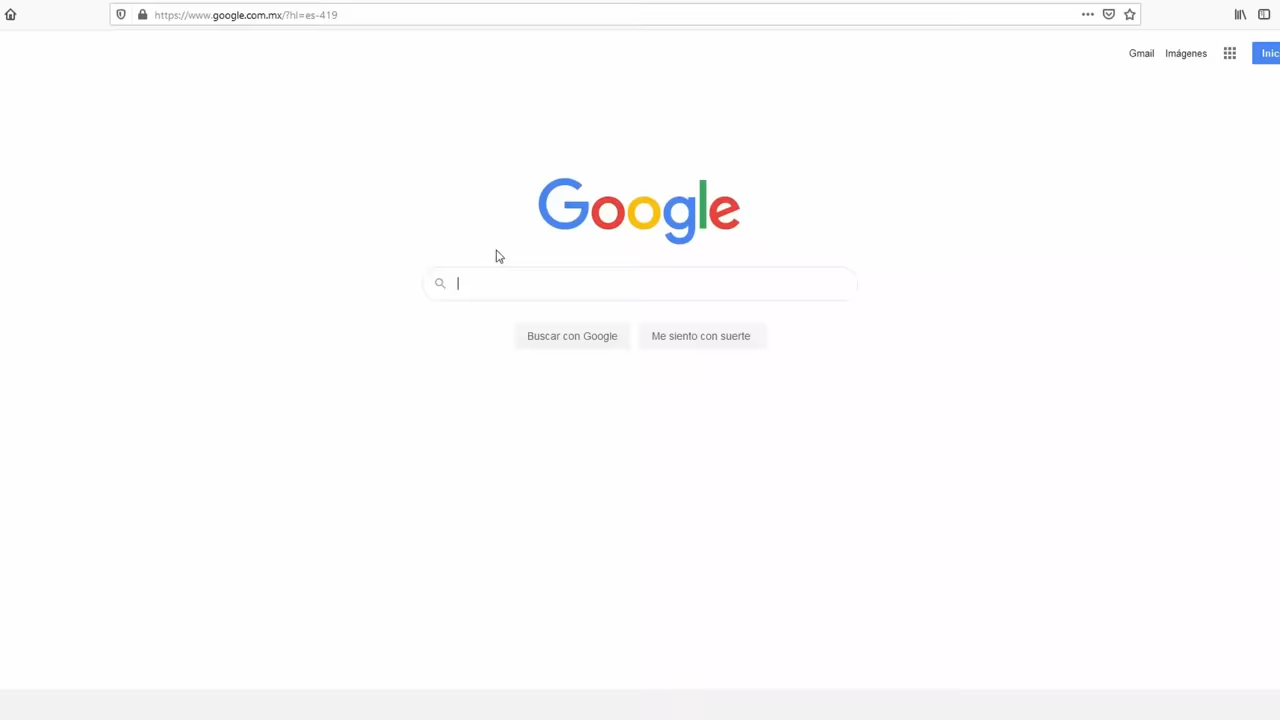 https://www.google.com.mx/?hl=es-419
Gmail Imágenes Inic
Google
Buscar con Google Me siento con suerte